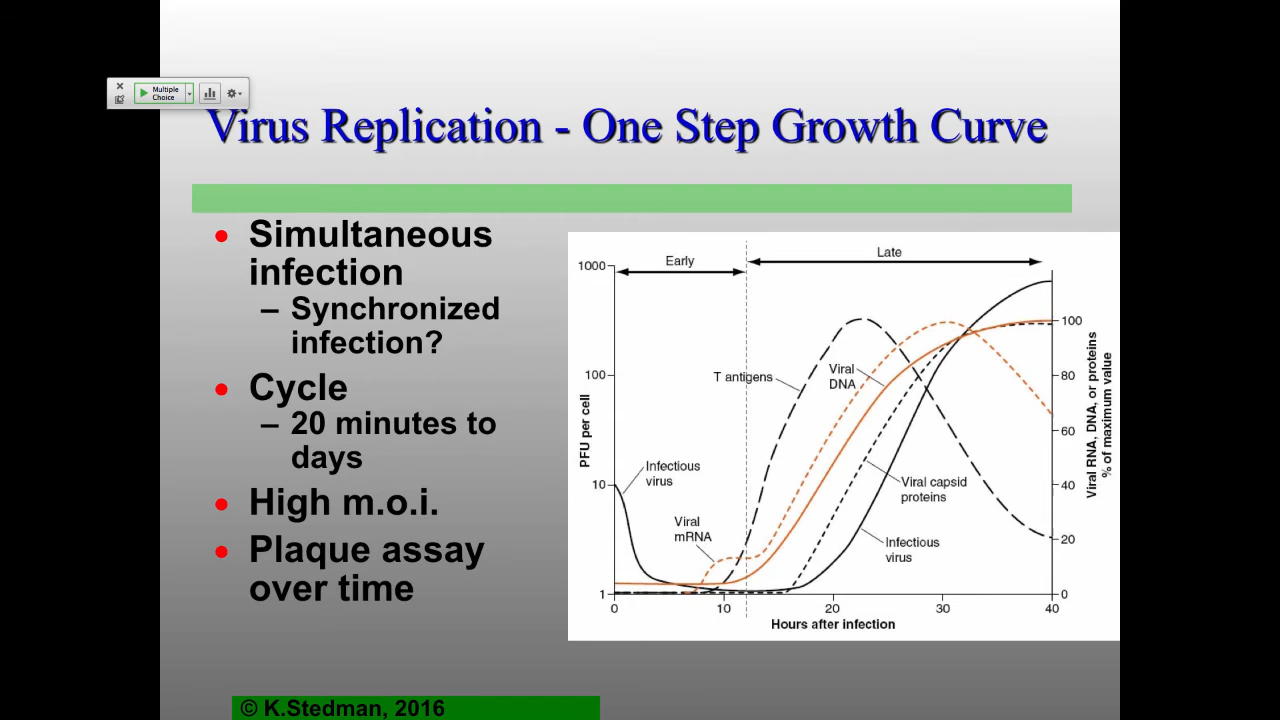 Multiple
Choice
Virus Replication - One Step Growth Curve
• Simultaneous
infection
– Synchronized
infection?
• Cycle
– 20 minutes to
days
• High m.o.i.
• Plaque assay
over time
Early
Late
1000
100
10
1
PFU per cell
T antigens
Viral
DNA
Infectious
virus
Viral
mRNA
Viral capsid
proteins
Infectious
virus
100
80
60
40
20
0
Viral RNA, DNA, or proteins
% of maximum value
0 10 20 30 40
Hours after infection
© K.Stedman, 2016